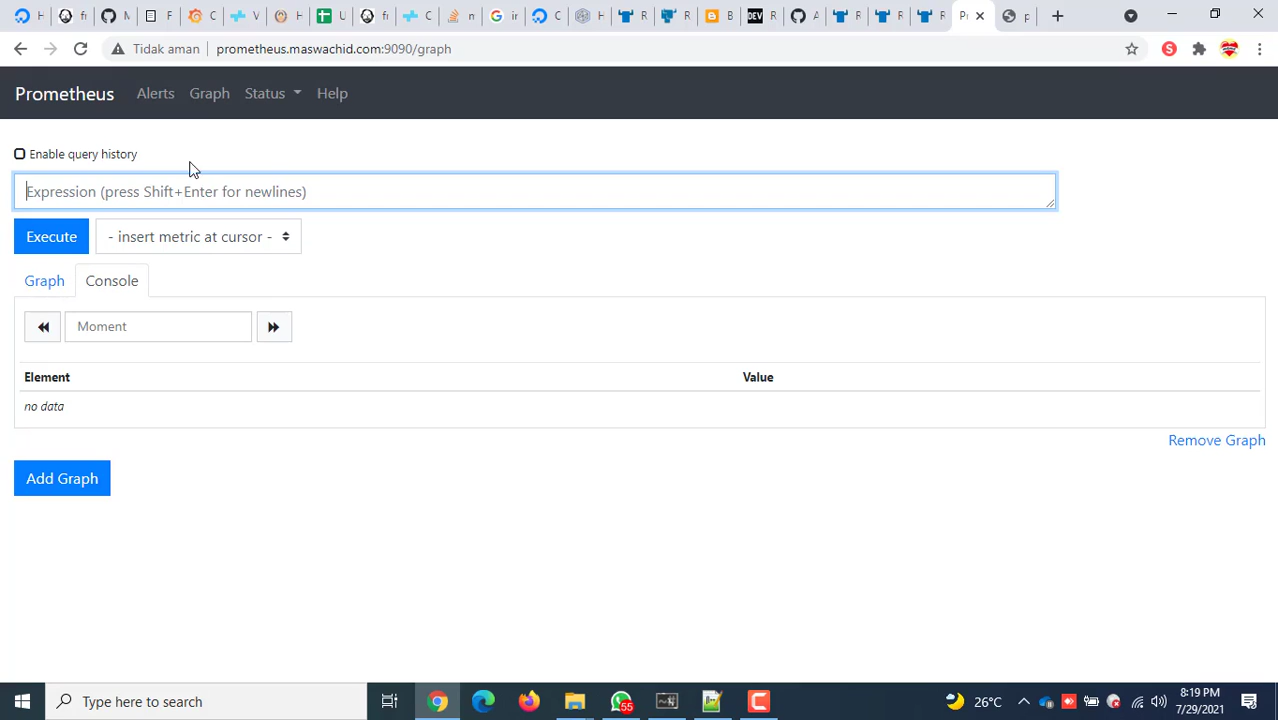 Tidak aman
prometheus.maswachid.com:9090/graph
Prometheus
Alerts
Graph
Status
Help
Enable query history
Expression (press Shift+Enter for newlines)
Execute
- insert metric at cursor -
Graph
Console
Moment
Element
Value
no data
Remove Graph
Add Graph
Type here to search
55
26°C
8:19 PM
7/29/2021